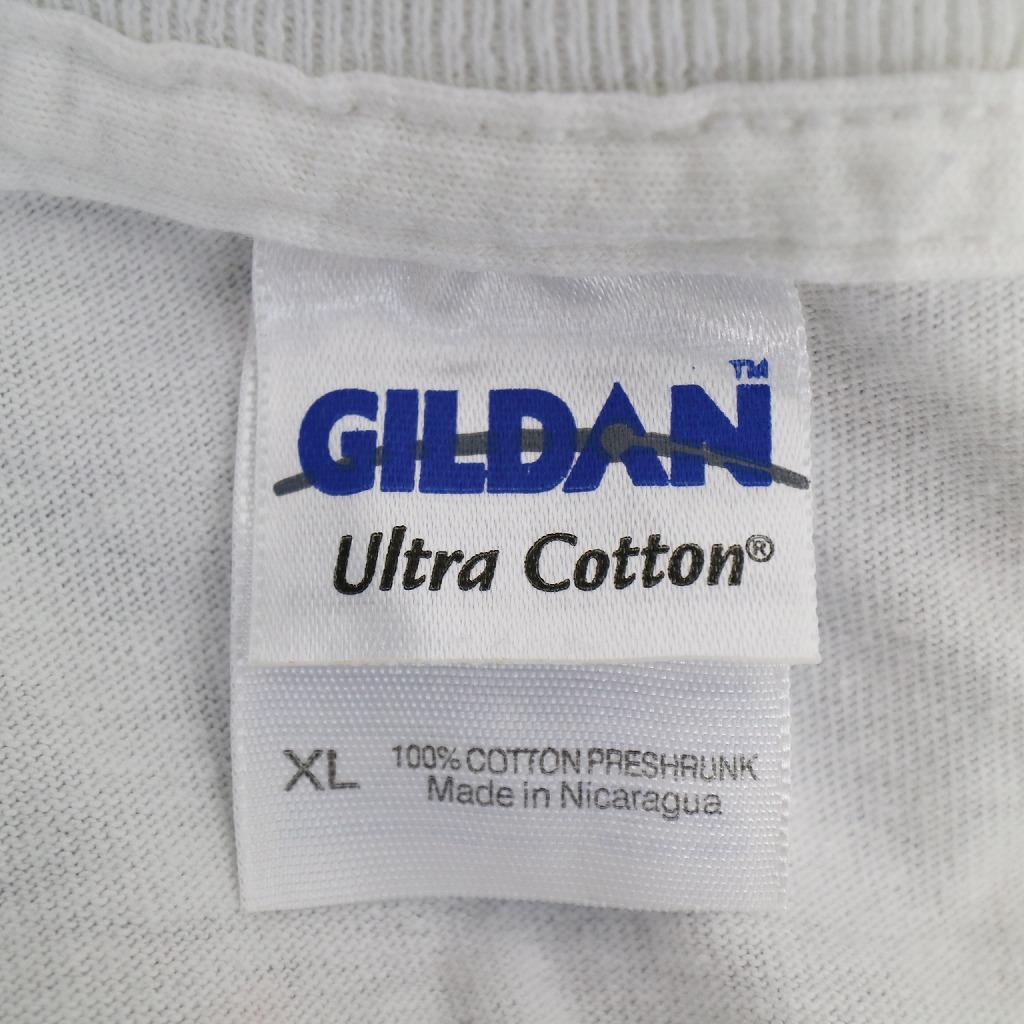 GILDAN™
Ultra Cotton®
XL 100% COTTON PRESHRUNK
Made in Nicaragua